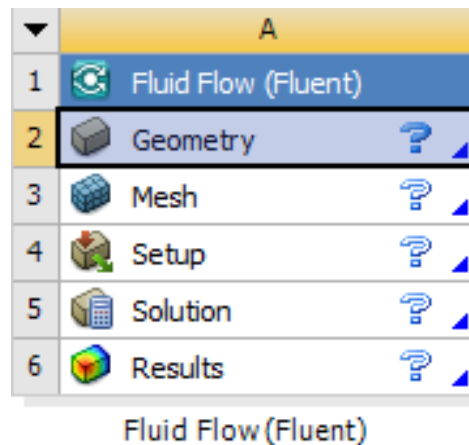 A
1 Fluid Flow (Fluent)
2 Geometry ?
3 Mesh ?
4 Setup ?
5 Solution ?
6 Results ?
Fluid Flow (Fluent)